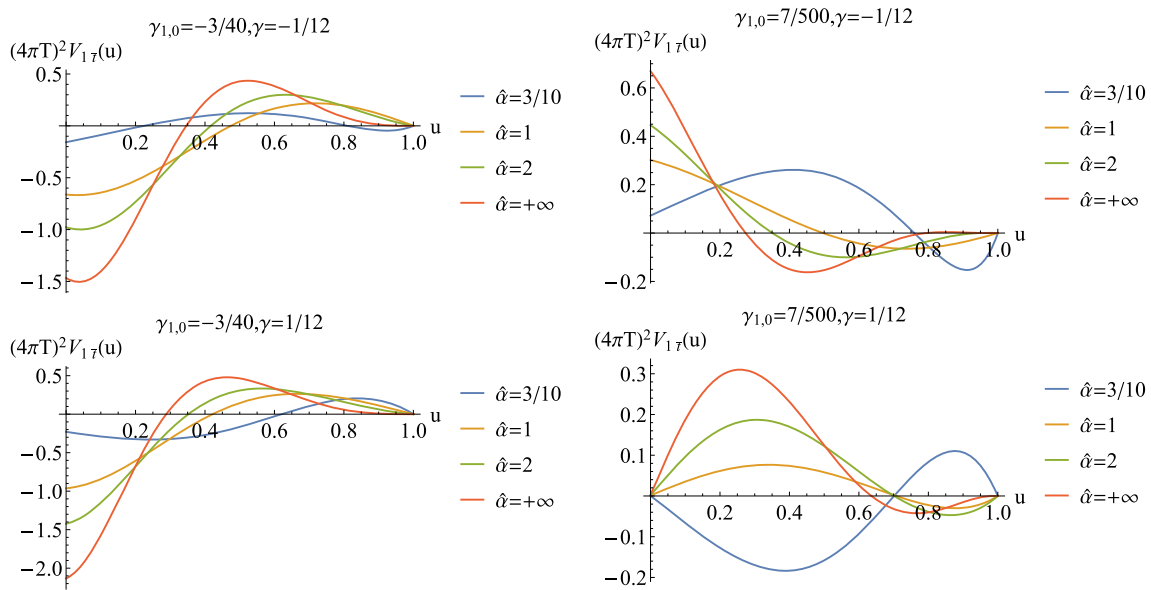 γ₁,₀=−3/40,γ=−1/12
(4πT)²V₁ τ̄(u)
0.5
−0.5
−1.0
−1.5
0.2 0.4 0.6 0.8 1.0 u
α̂=3/10
α̂=1
α̂=2
α̂=+∞
γ₁,₀=7/500,γ=−1/12
(4πT)²V₁ τ̄(u)
0.6
0.4
0.2
−0.2
0.2 0.4 0.6 0.8 1.0 u
α̂=3/10
α̂=1
α̂=2
α̂=+∞
γ₁,₀=−3/40,γ=1/12
(4πT)²V₁ τ̄(u)
0.5
−0.5
−1.0
−1.5
−2.0
0.2 0.4 0.6 0.8 1.0 u
α̂=3/10
α̂=1
α̂=2
α̂=+∞
γ₁,₀=7/500,γ=1/12
(4πT)²V₁ τ̄(u)
0.3
0.2
0.1
−0.1
−0.2
0.2 0.4 0.6 0.8 1.0 u
α̂=3/10
α̂=1
α̂=2
α̂=+∞